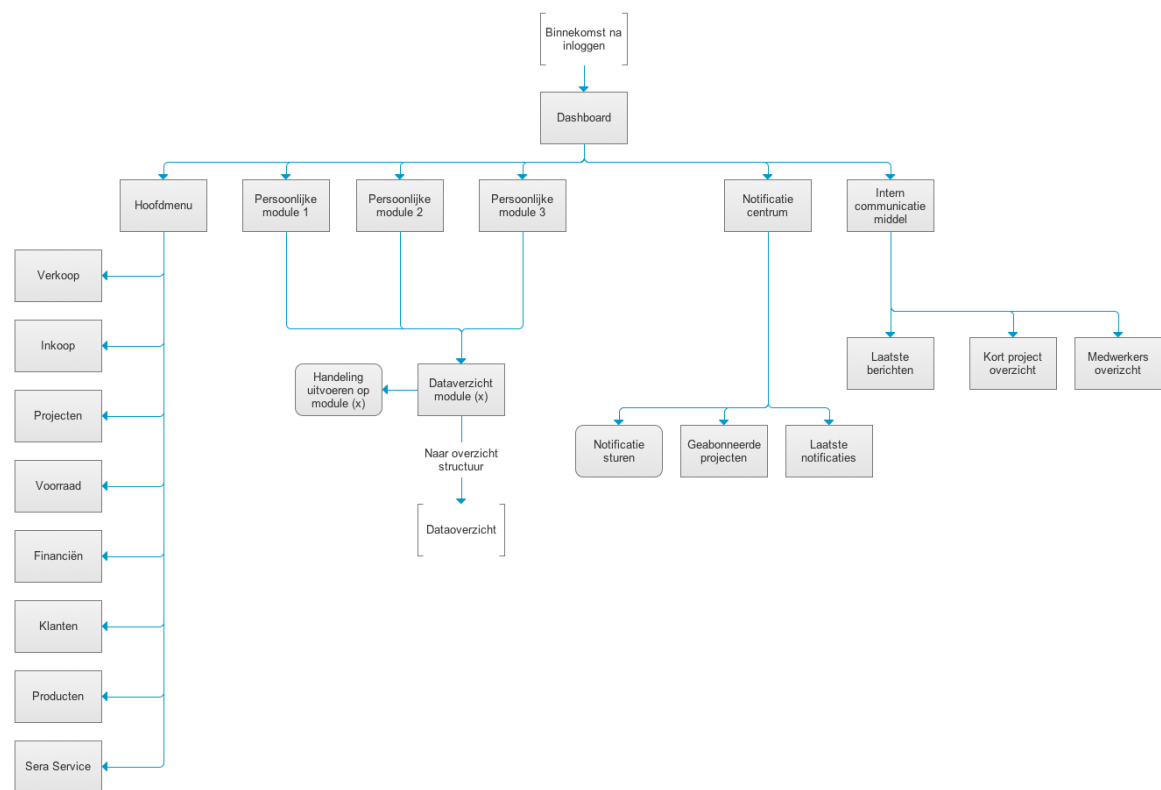 Binnekomst na
inloggen
Dashboard
Hoofdmenu
Persoonlijke
module 1
Persoonlijke
module 2
Persoonlijke
module 3
Notificatie
centrum
Intern
communicatie
middel
Verkoop
Inkoop
Projecten
Voorraad
Financiën
Klanten
Producten
Sera Service
Handeling
uitvoeren op
module (x)
Dataverzicht
module (x)
Naar overzicht
structuur
Dataoverzicht
Notificatie
sturen
Geabonneerde
projecten
Laatste
notificaties
Laatste
berichten
Kort project
overzicht
Medwerkers
overizcht